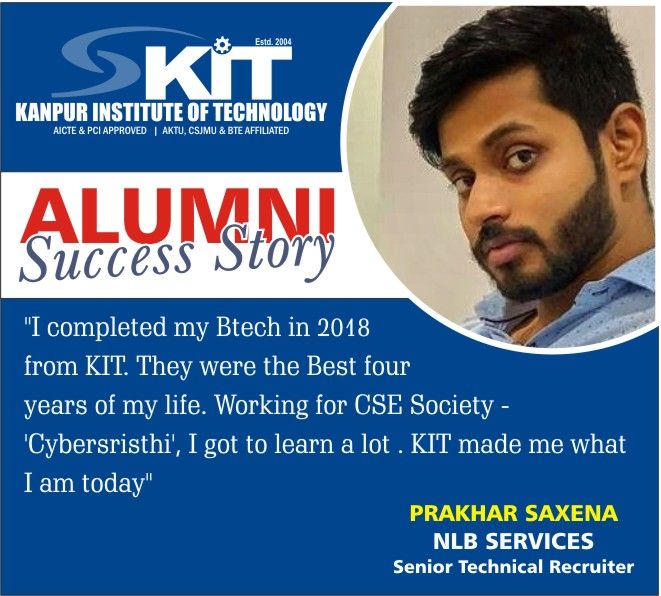 Estd. 2004
SKIT
KANPUR INSTITUTE OF TECHNOLOGY
AICTE & PCI APPROVED | AKTU, CSJMU & BTE AFFILIATED
ALUMNI
Success Story
"I completed my Btech in 2018
from KIT. They were the Best four
years of my life. Working for CSE Society -
'Cybersristhi', I got to learn a lot . KIT made me what
I am today"
PRAKHAR SAXENA
NLB SERVICES
Senior Technical Recruiter